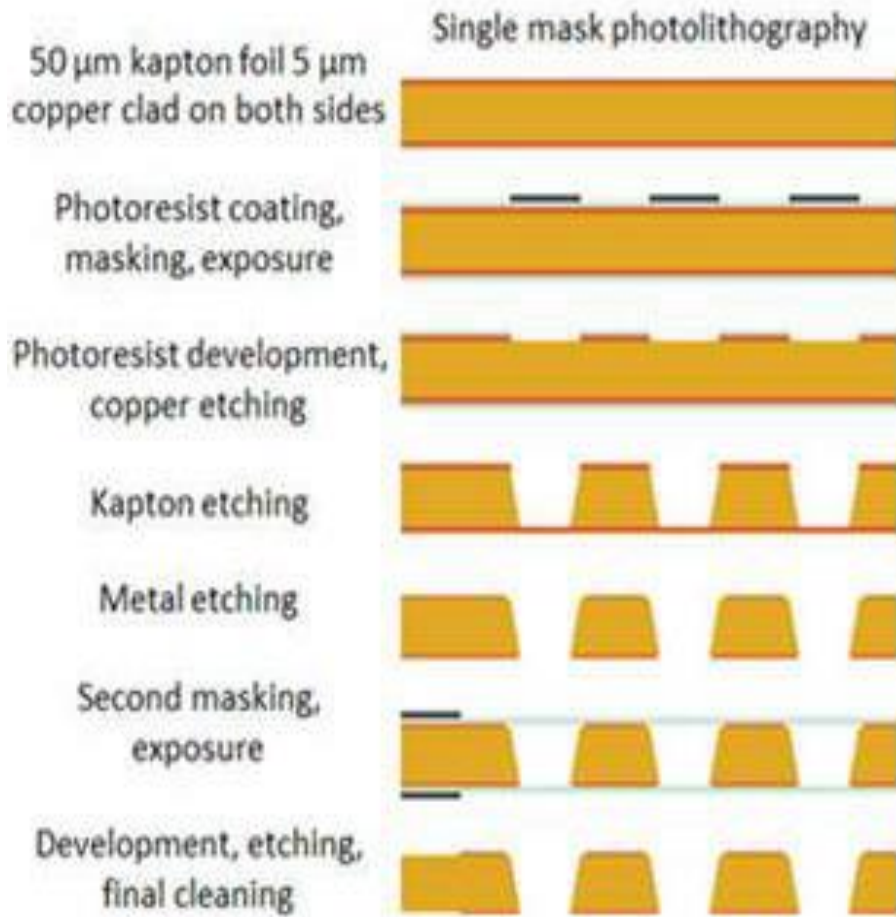 Single mask photolithography
50 µm kapton foil 5 µm
copper clad on both sides
Photoresist coating,
masking, exposure
Photoresist development,
copper etching
Kapton etching
Metal etching
Second masking,
exposure
Development, etching,
final cleaning